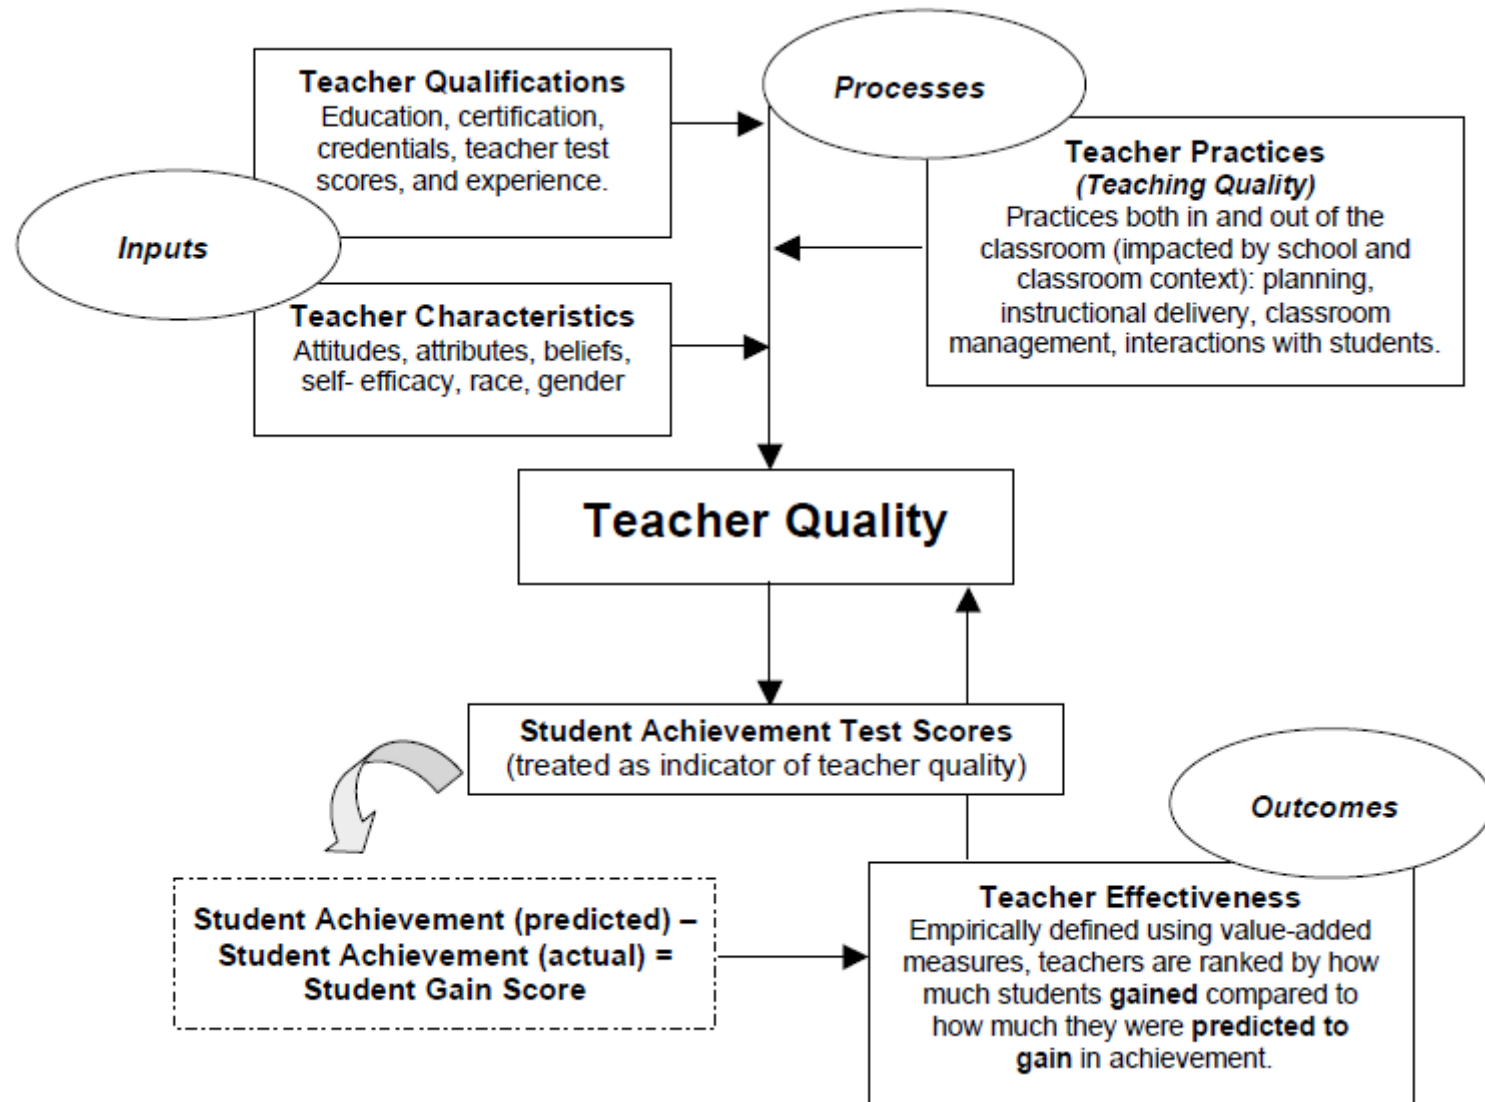 Teacher Qualifications
Education, certification,
credentials, teacher test
scores, and experience.
Processes
Teacher Practices
(Teaching Quality)
Practices both in and out of the
classroom (impacted by school and
classroom context): planning,
instructional delivery, classroom
management, interactions with students.
Inputs
Teacher Characteristics
Attitudes, attributes, beliefs,
self- efficacy, race, gender
Teacher Quality
Student Achievement Test Scores
(treated as indicator of teacher quality)
Outcomes
Student Achievement (predicted) –
Student Achievement (actual) =
Student Gain Score
Teacher Effectiveness
Empirically defined using value-added
measures, teachers are ranked by how
much students gained compared to
how much they were predicted to
gain in achievement.